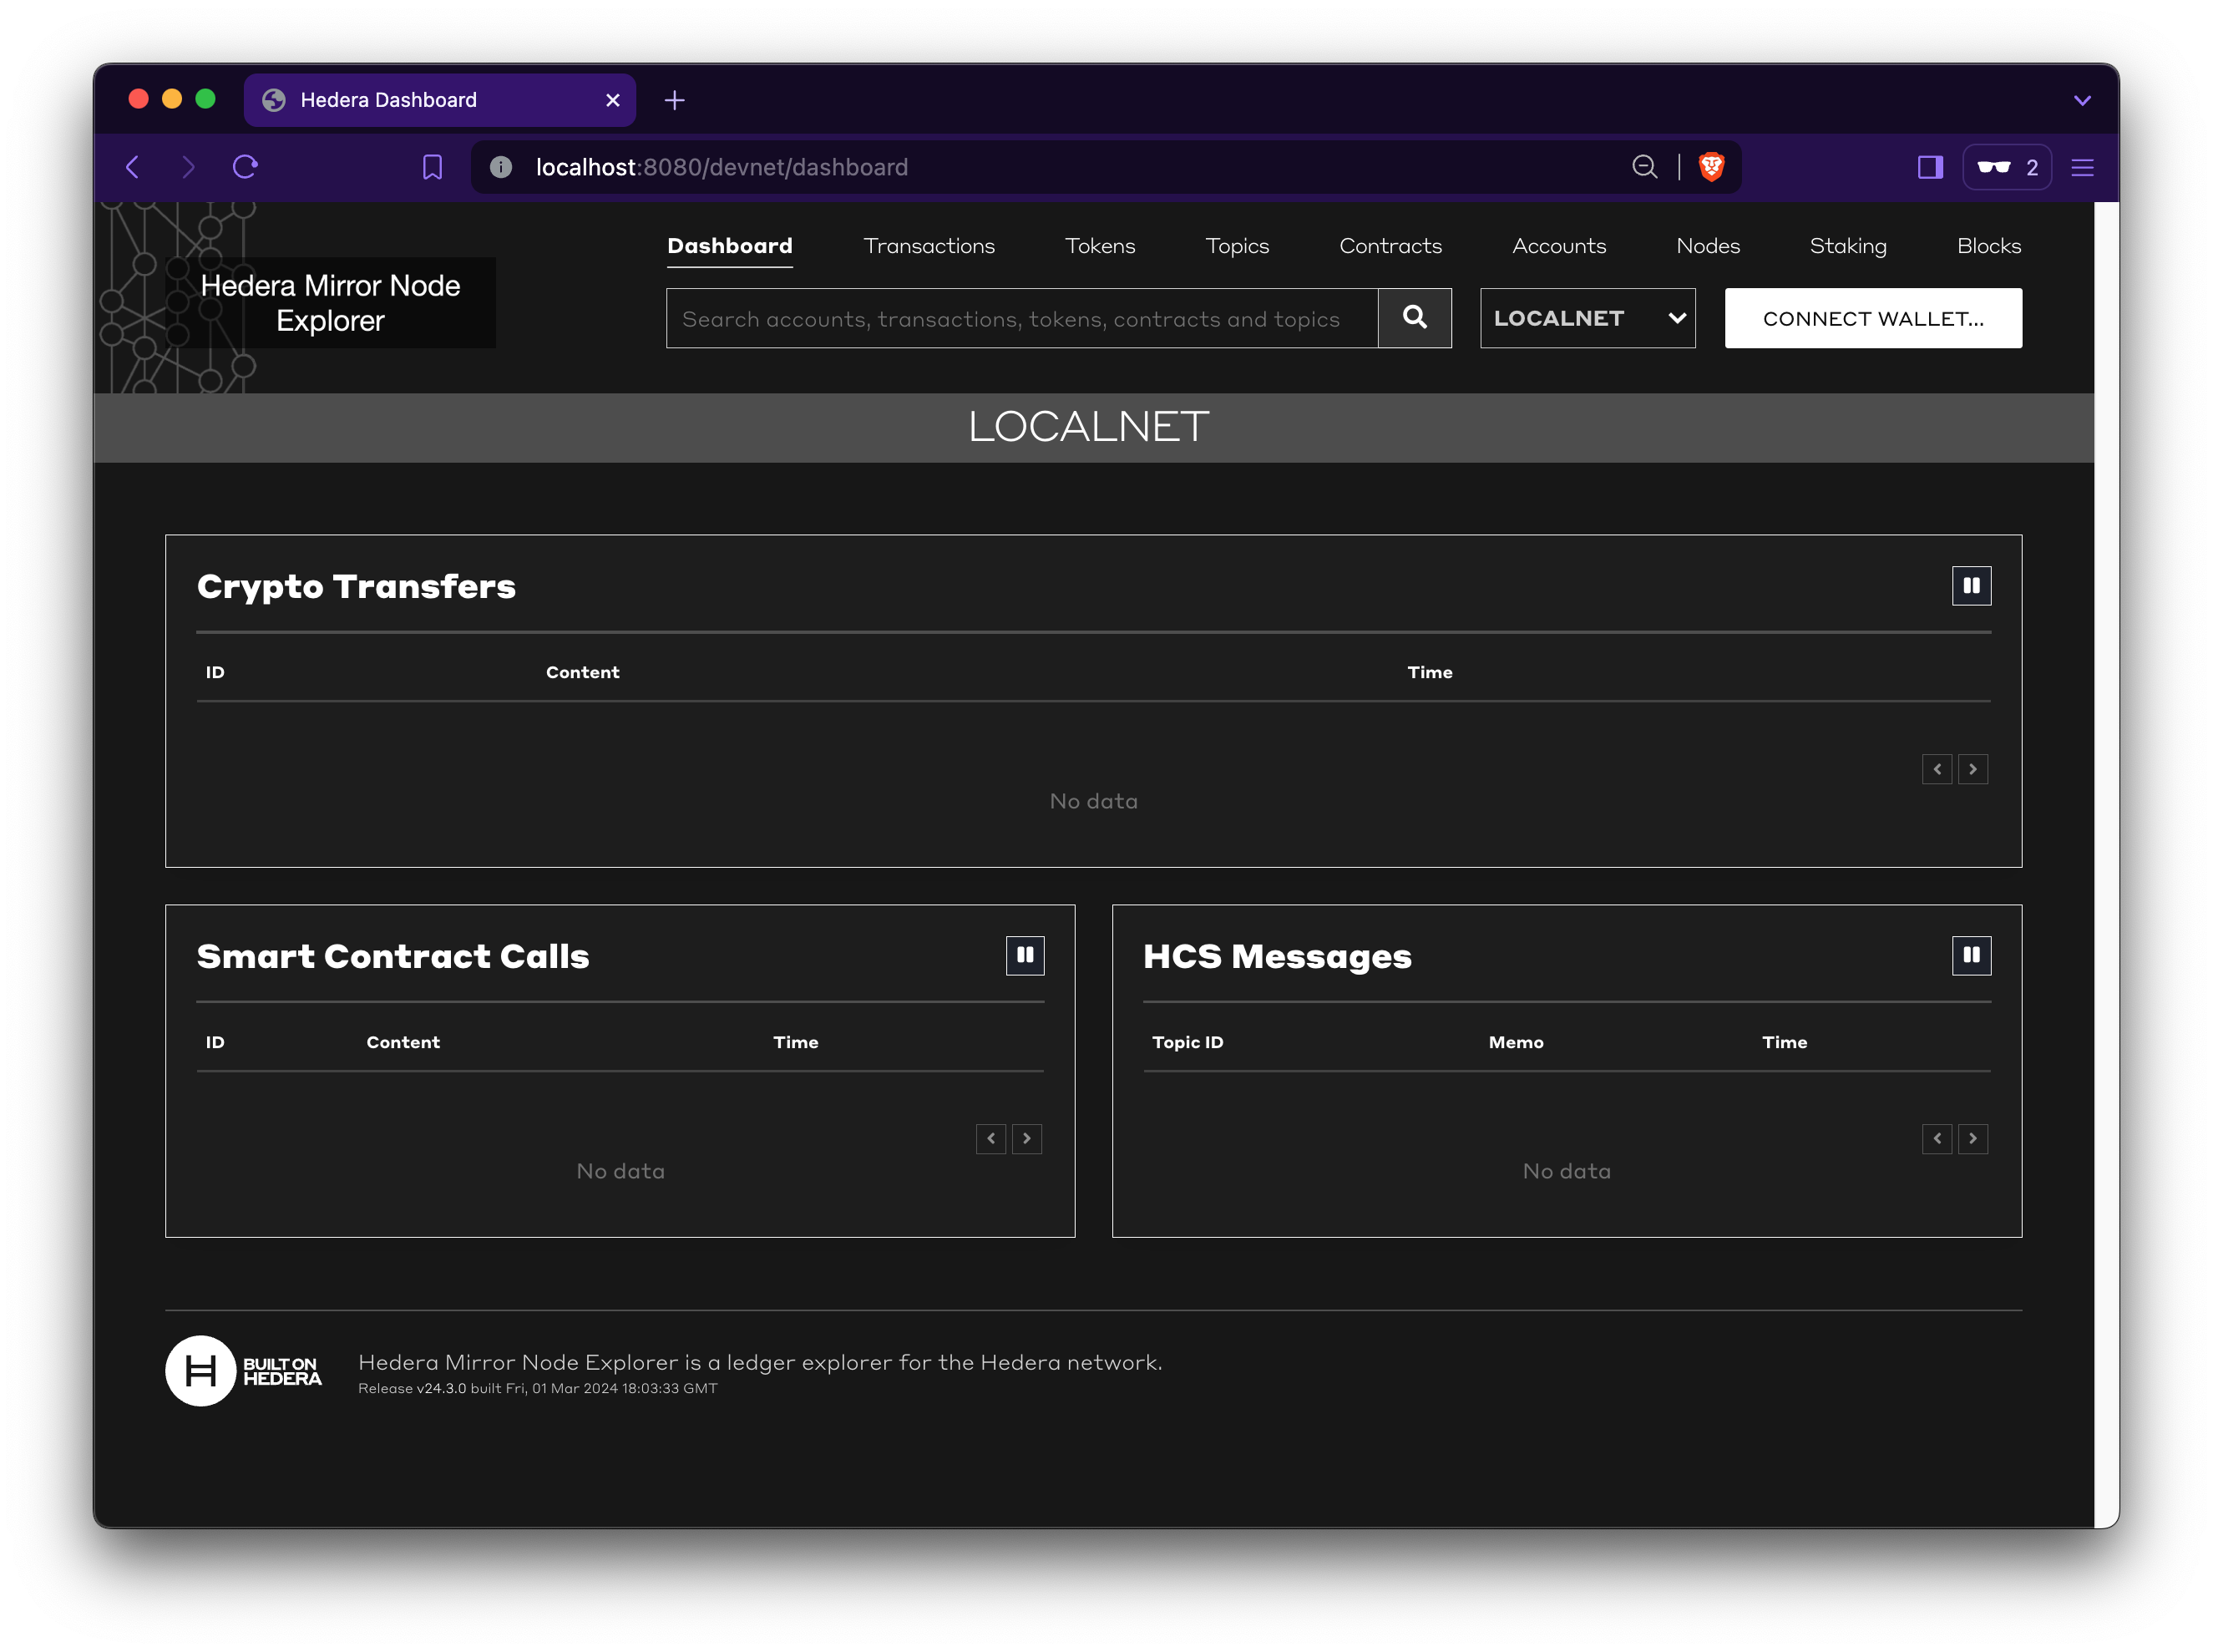 Hedera Dashboard
localhost:8080/devnet/dashboard
2
Dashboard Transactions Tokens Topics Contracts Accounts Nodes Staking Blocks
Hedera Mirror Node
Explorer
Search accounts, transactions, tokens, contracts and topics
LOCALNET
CONNECT WALLET...
LOCALNET
Crypto Transfers
ID Content Time
No data
Smart Contract Calls
ID Content Time
No data
HCS Messages
Topic ID Memo Time
No data
H
BUILT ON
HEDERA
Hedera Mirror Node Explorer is a ledger explorer for the Hedera network.
Release v24.3.0 built Fri, 01 Mar 2024 18:03:33 GMT